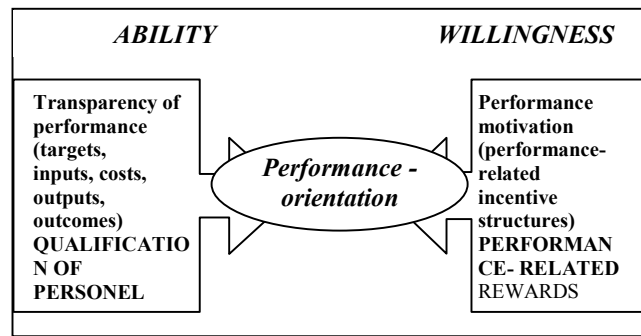 ABILITY
WILLINGNESS
Transparency of
performance
(targets,
inputs, costs,
outputs,
outcomes)
QUALIFICATIO
N OF
PERSONEL
Performance -
orientation
Performance
motivation
(performance-
related
incentive
structures)
PERFORMAN
CE- RELATED
REWARDS